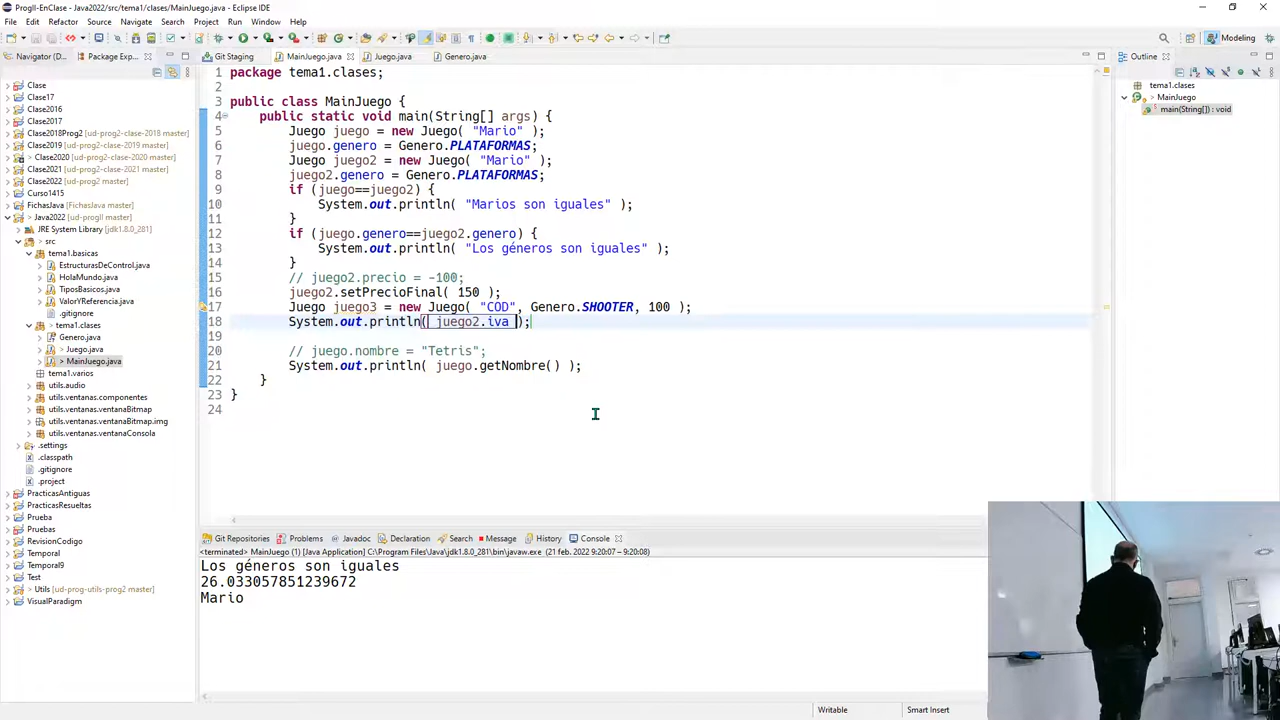 ProgII-EnClase - Java2022/src/tema1/clases/MainJuego.java - Eclipse IDE
File Edit Refactor Source Navigate Search Project Run Window Help
Modeling
Navigator (D...
Package Exp...
Git Staging
MainJuego.java
Juego.java
Genero.java
Outline
Clase
Clase17
Clase2016
Clase2017
Clase2018Prog2 [ud-prog2-clase-2018 master]
Clase2019 [ud-prog2-clase-2019 master]
> Clase2020 [ud-prog2-clase-2020 master]
Clase2021 [ud-prog2-clase-2021 master]
Clase2022 [ud-prog2 master]
Curso1415
FichasJava [FichasJava master]
> Java2022 [ud-progII master]
JRE System Library [jdk1.8.0_281]
> src
tema1.basicas
EstructurasDeControl.java
HolaMundo.java
TiposBasicos.java
ValorYReferencia.java
.gitignore
> tema1.clases
Genero.java
> Juego.java
> MainJuego.java
tema1.varios
utils.audio
utils.ventanas.componentes
utils.ventanas.ventanaBitmap
utils.ventanas.ventanaBitmap.img
utils.ventanas.ventanaConsola
.settings
.classpath
.gitignore
.project
PracticasAntiguas
PracticasResueltas
Prueba
Pruebas
RevisionCodigo
Temporal
Temporal9
Test
> Utils [ud-prog-utils-prog2 master]
VisualParadigm
1 package tema1.clases;
2
3 public class MainJuego {
4 public static void main(String[] args) {
5 Juego juego = new Juego( "Mario" );
6 juego.genero = Genero.PLATAFORMAS;
7 Juego juego2 = new Juego( "Mario" );
8 juego2.genero = Genero.PLATAFORMAS;
9 if (juego==juego2) {
10 System.out.println( "Marios son iguales" );
11 }
12 if (juego.genero==juego2.genero) {
13 System.out.println( "Los géneros son iguales" );
14 }
15 // juego2.precio = -100;
16 juego2.setPrecioFinal( 150 );
17 Juego juego3 = new Juego( "COD", Genero.SHOOTER, 100 );
18 System.out.println( juego2.iva );
19
20 // juego.nombre = "Tetris";
21 System.out.println( juego.getNombre() );
22 }
23 }
24
tema1.clases
MainJuego
main(String[]) : void
Git Repositories Problems Javadoc Declaration Search Message History Console
<terminated> MainJuego (1) [Java Application] C:\Program Files\Java\jdk1.8.0_281\bin\javaw.exe (21 feb. 2022 9:20:07 – 9:20:08)
Los géneros son iguales
26.033057851239672
Mario
Writable
Smart Insert